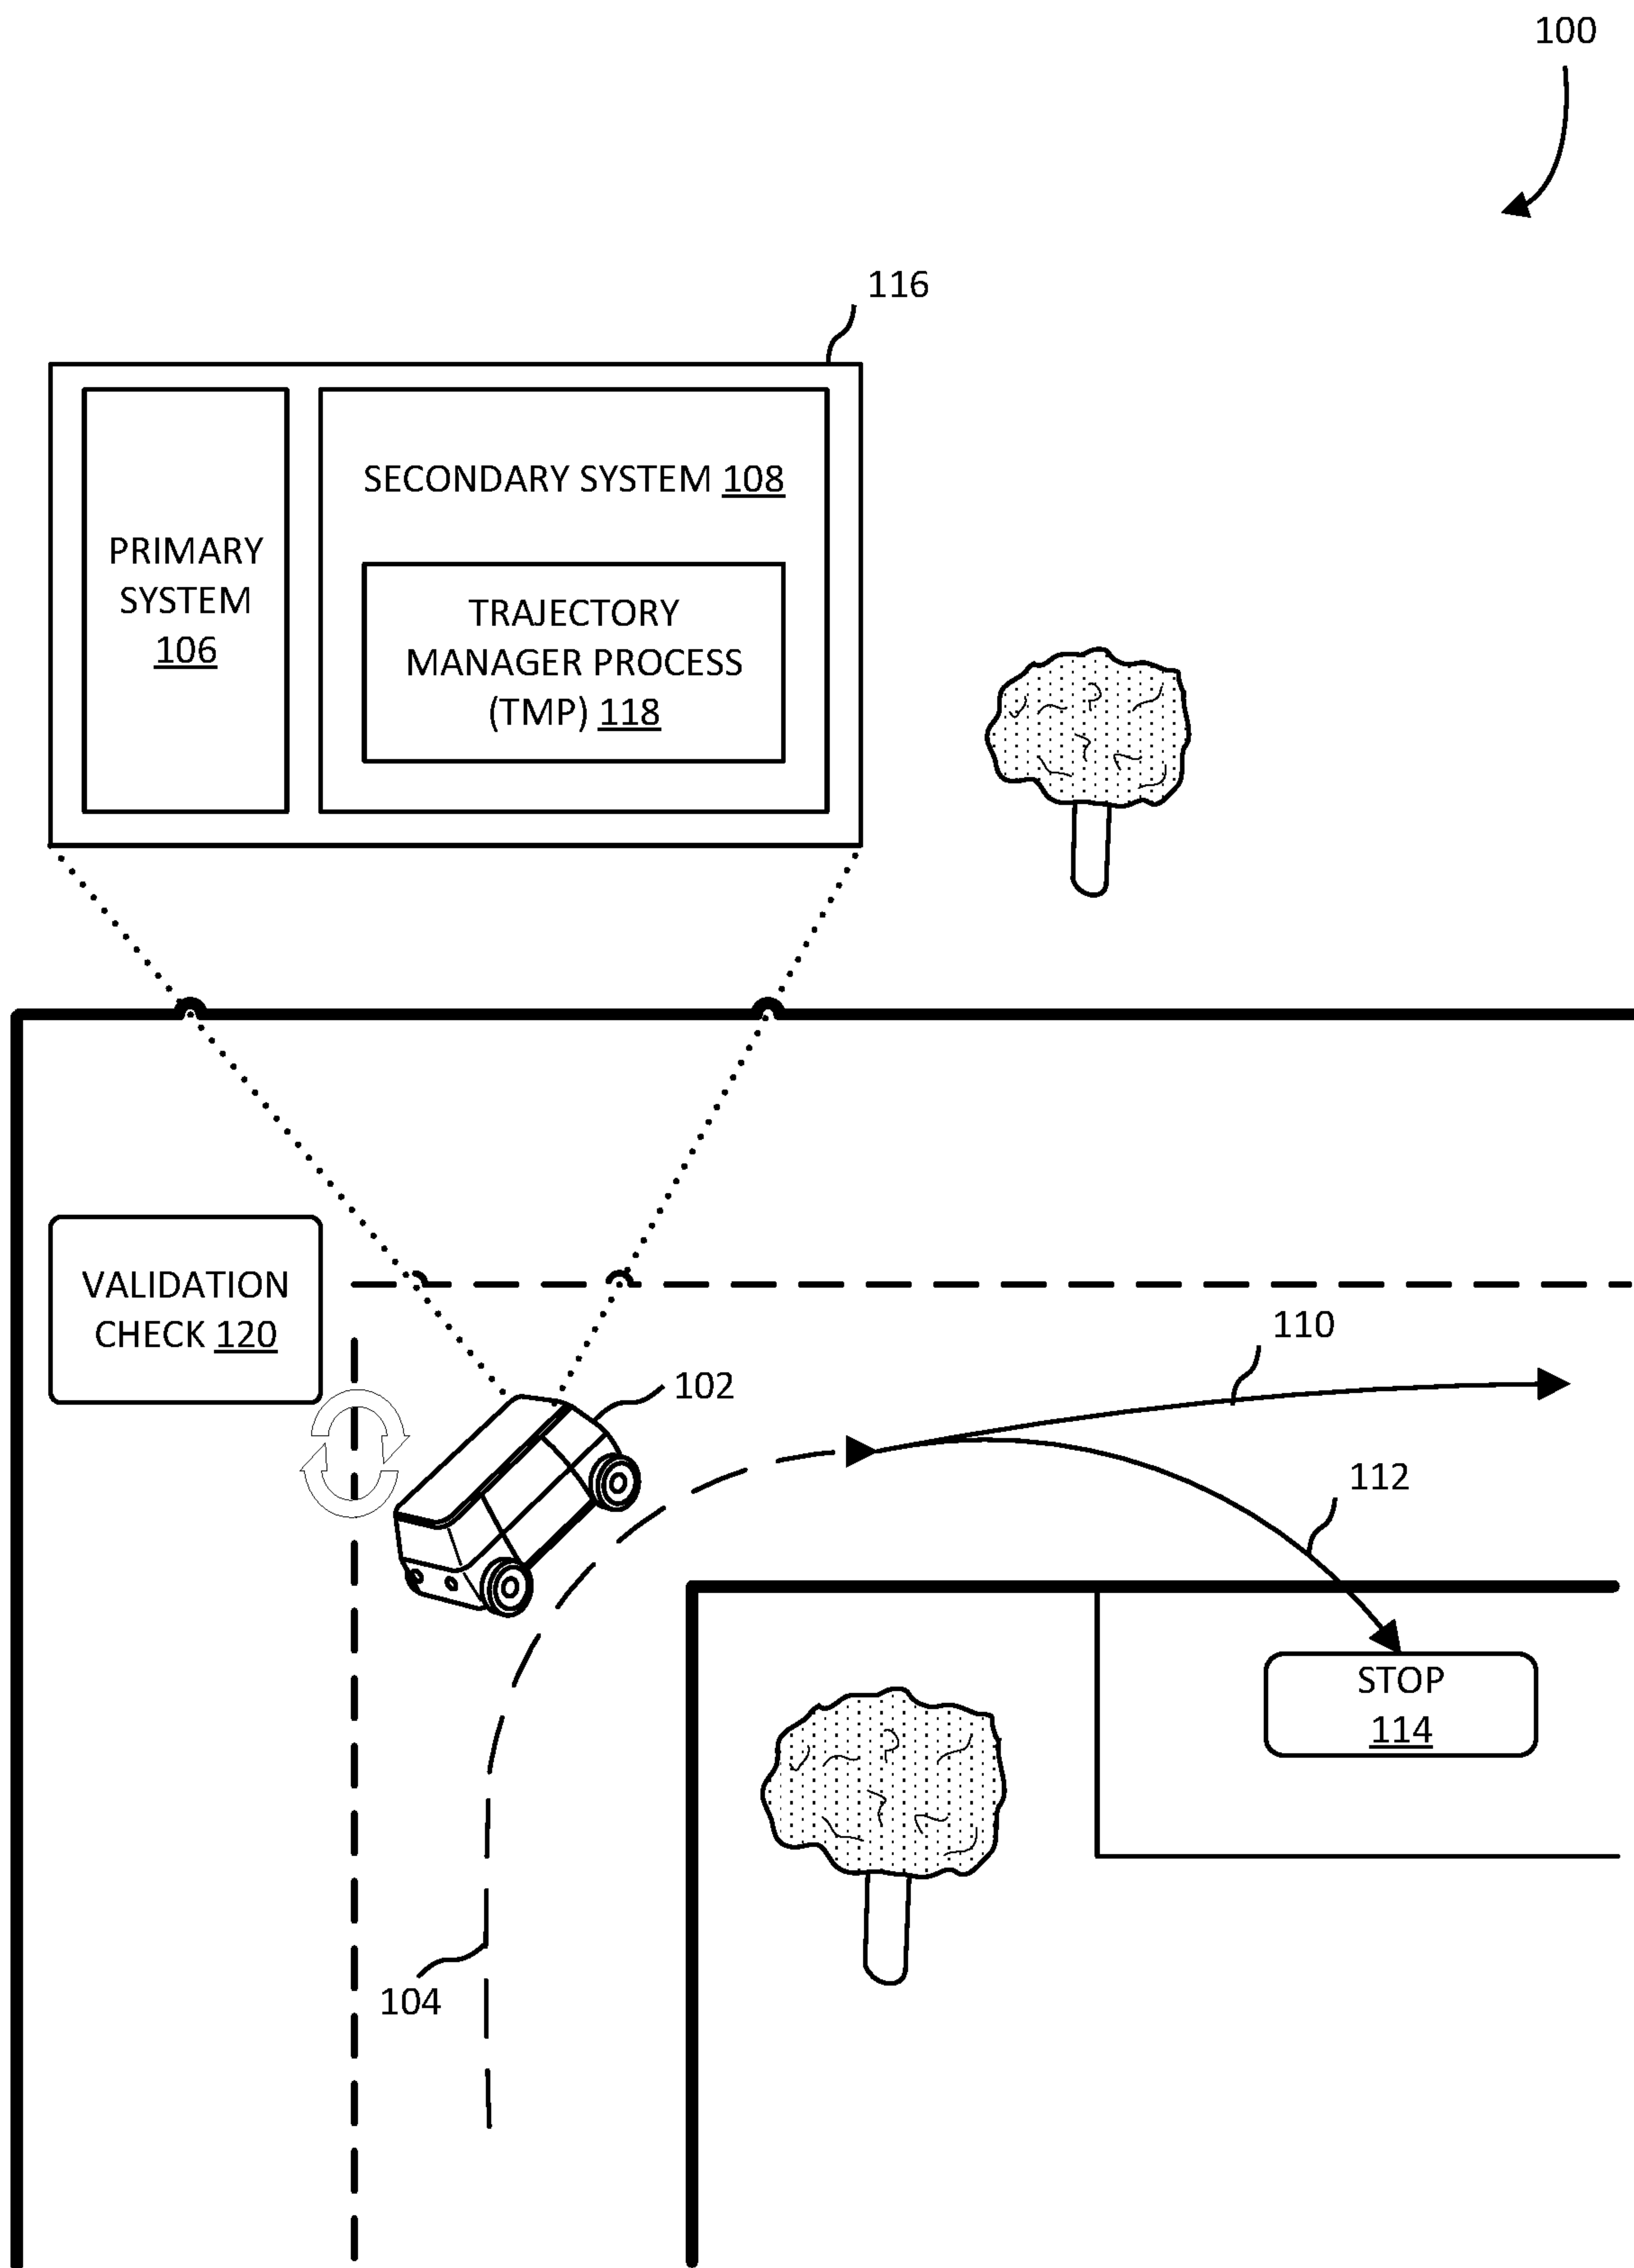 100
116
PRIMARY
SYSTEM
106
SECONDARY SYSTEM 108
TRAJECTORY
MANAGER PROCESS
(TMP) 118
VALIDATION
CHECK 120
110
102
112
STOP
114
104